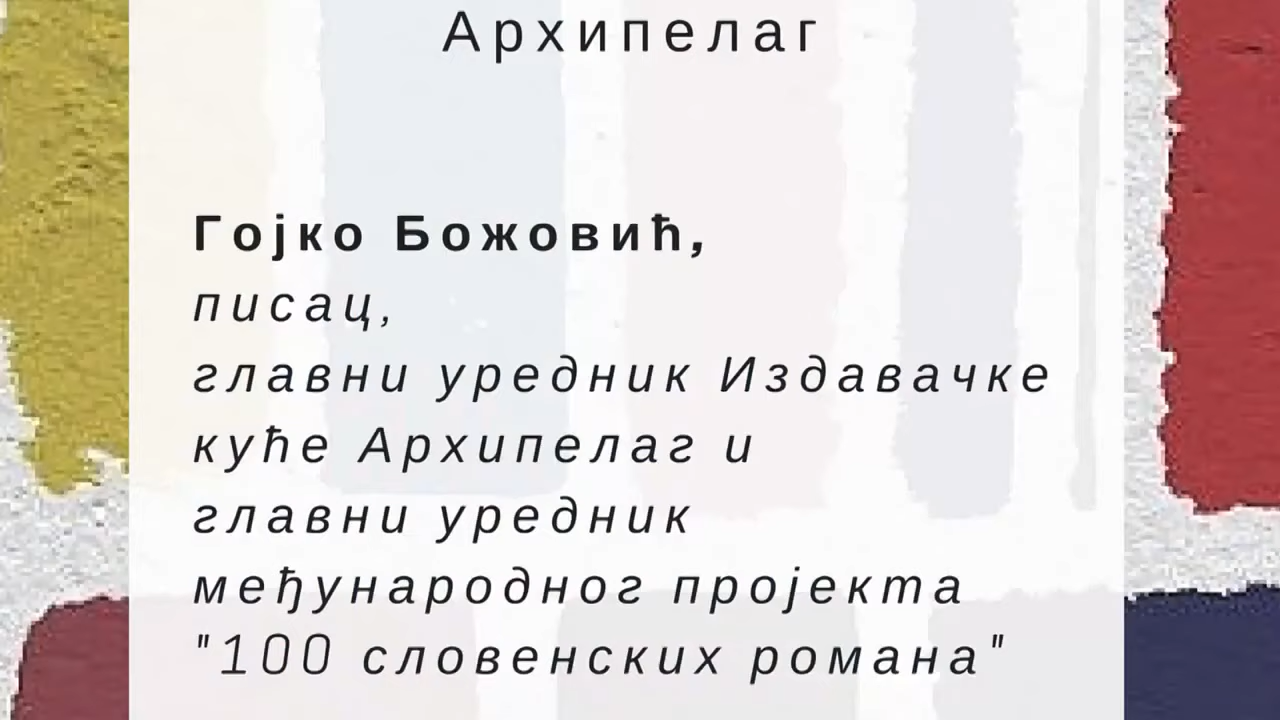 Архипелаг
Гојко Божовић,
писац,
главни уредник Издавачке
куће Архипелаг и
главни уредник
међународног пројекта
"100 словенских романа"